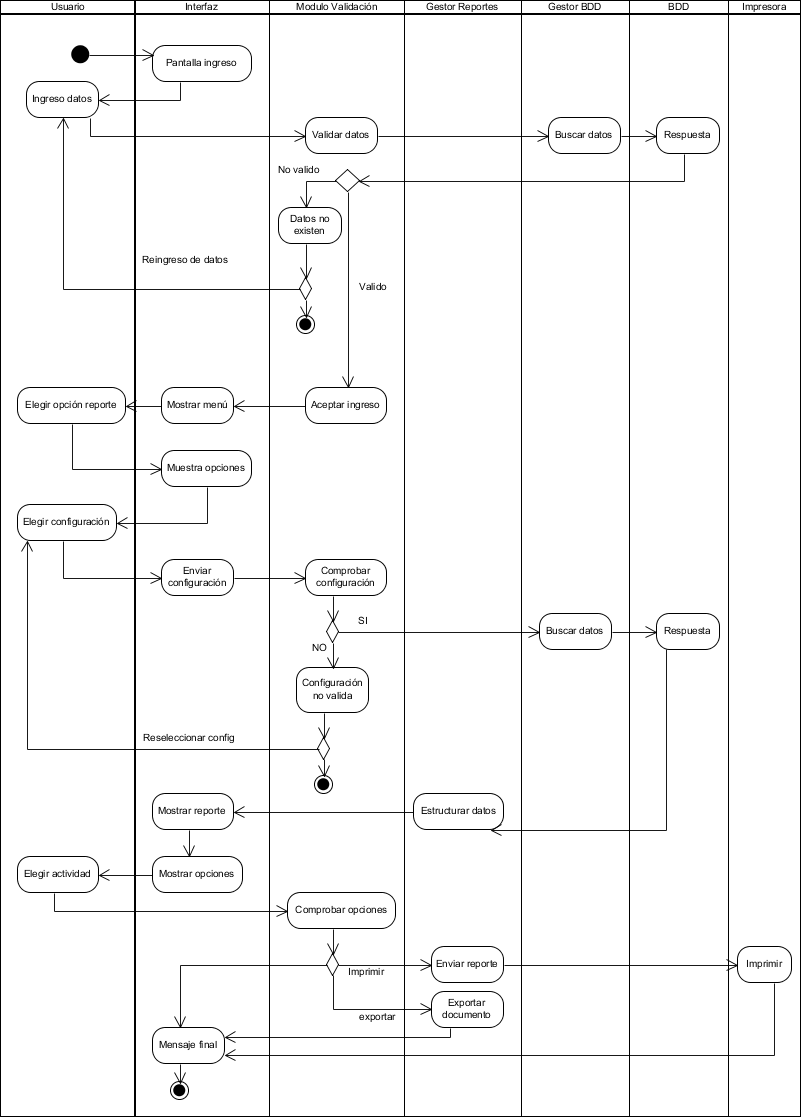 Usuario
Interfaz
Modulo Validación
Gestor Reportes
Gestor BDD
BDD
Impresora
Pantalla ingreso
Ingreso datos
Validar datos
Buscar datos
Respuesta
No valido
Datos no
existen
Reingreso de datos
Valido
Elegir opción reporte
Mostrar menú
Aceptar ingreso
Muestra opciones
Elegir configuración
Enviar
configuración
Comprobar
configuración
SI
Buscar datos
Respuesta
NO
Configuración
no valida
Reseleccionar config
Mostrar reporte
Estructurar datos
Elegir actividad
Mostrar opciones
Comprobar opciones
Imprimir
Enviar reporte
Imprimir
exportar
Exportar
documento
Mensaje final